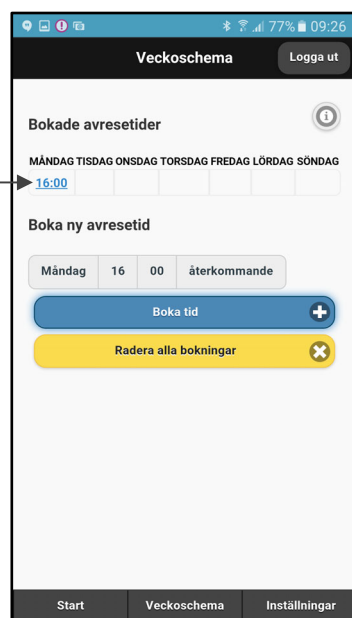 77% 09:26
Veckoschema Logga ut
Bokade avresetider
MÅNDAG TISDAG ONSDAG TORSDAG FREDAG LÖRDAG SÖNDAG
16:00
Boka ny avresetid
Måndag 16 00 återkommande
Boka tid
Radera alla bokningar
Start Veckoschema Inställningar